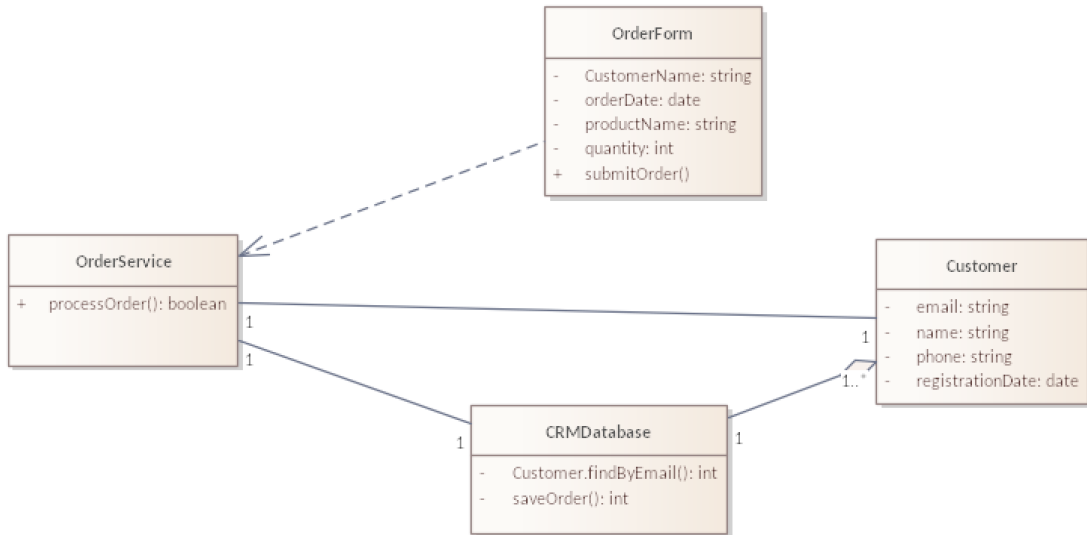 OrderForm
- CustomerName: string
- orderDate: date
- productName: string
- quantity: int
+ submitOrder()
OrderService
+ processOrder(): boolean
1
1
Customer
- email: string
- name: string
- phone: string
- registrationDate: date
1
1..*
CRMDatabase
- Customer.findByEmail(): int
- saveOrder(): int
1
1